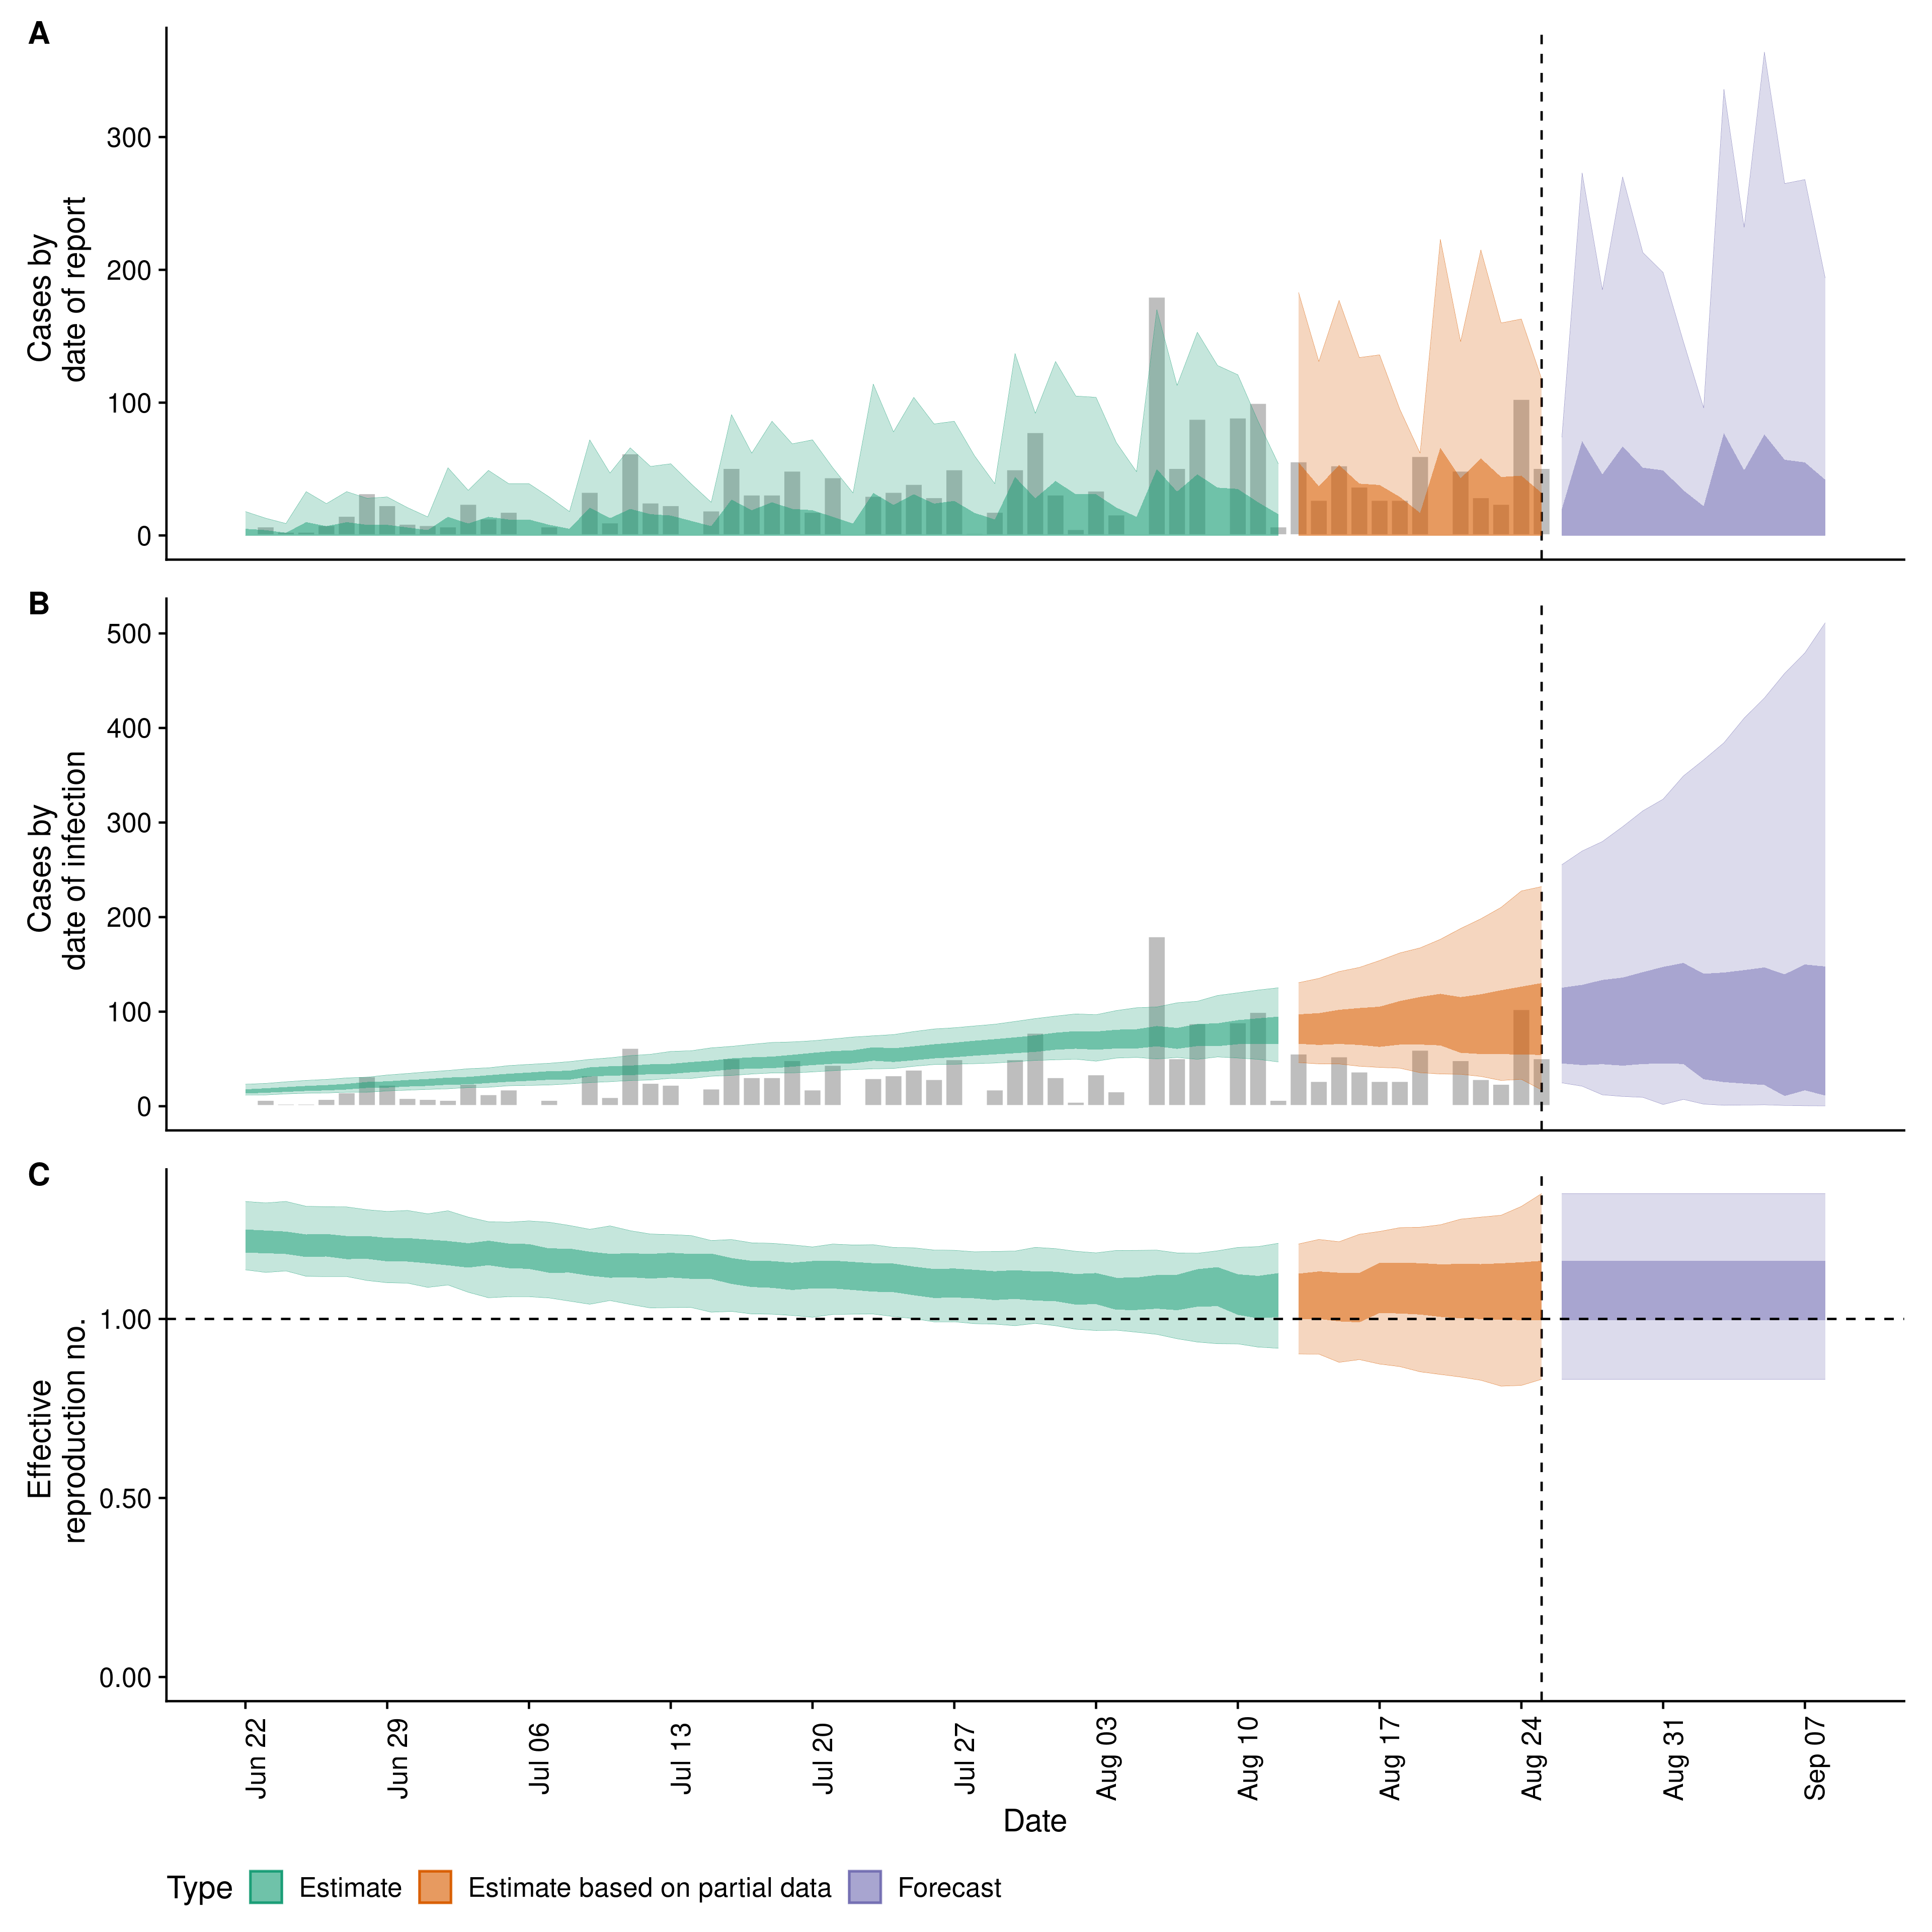 A
Cases by
date of report
300
200
100
0
B
Cases by
date of infection
500
400
300
200
100
0
C
Effective
reproduction no.
1.00
0.50
0.00
Jun 22
Jun 29
Jul 06
Jul 13
Jul 20
Jul 27
Aug 03
Aug 10
Aug 17
Aug 24
Aug 31
Sep 07
Date
Type Estimate Estimate based on partial data Forecast